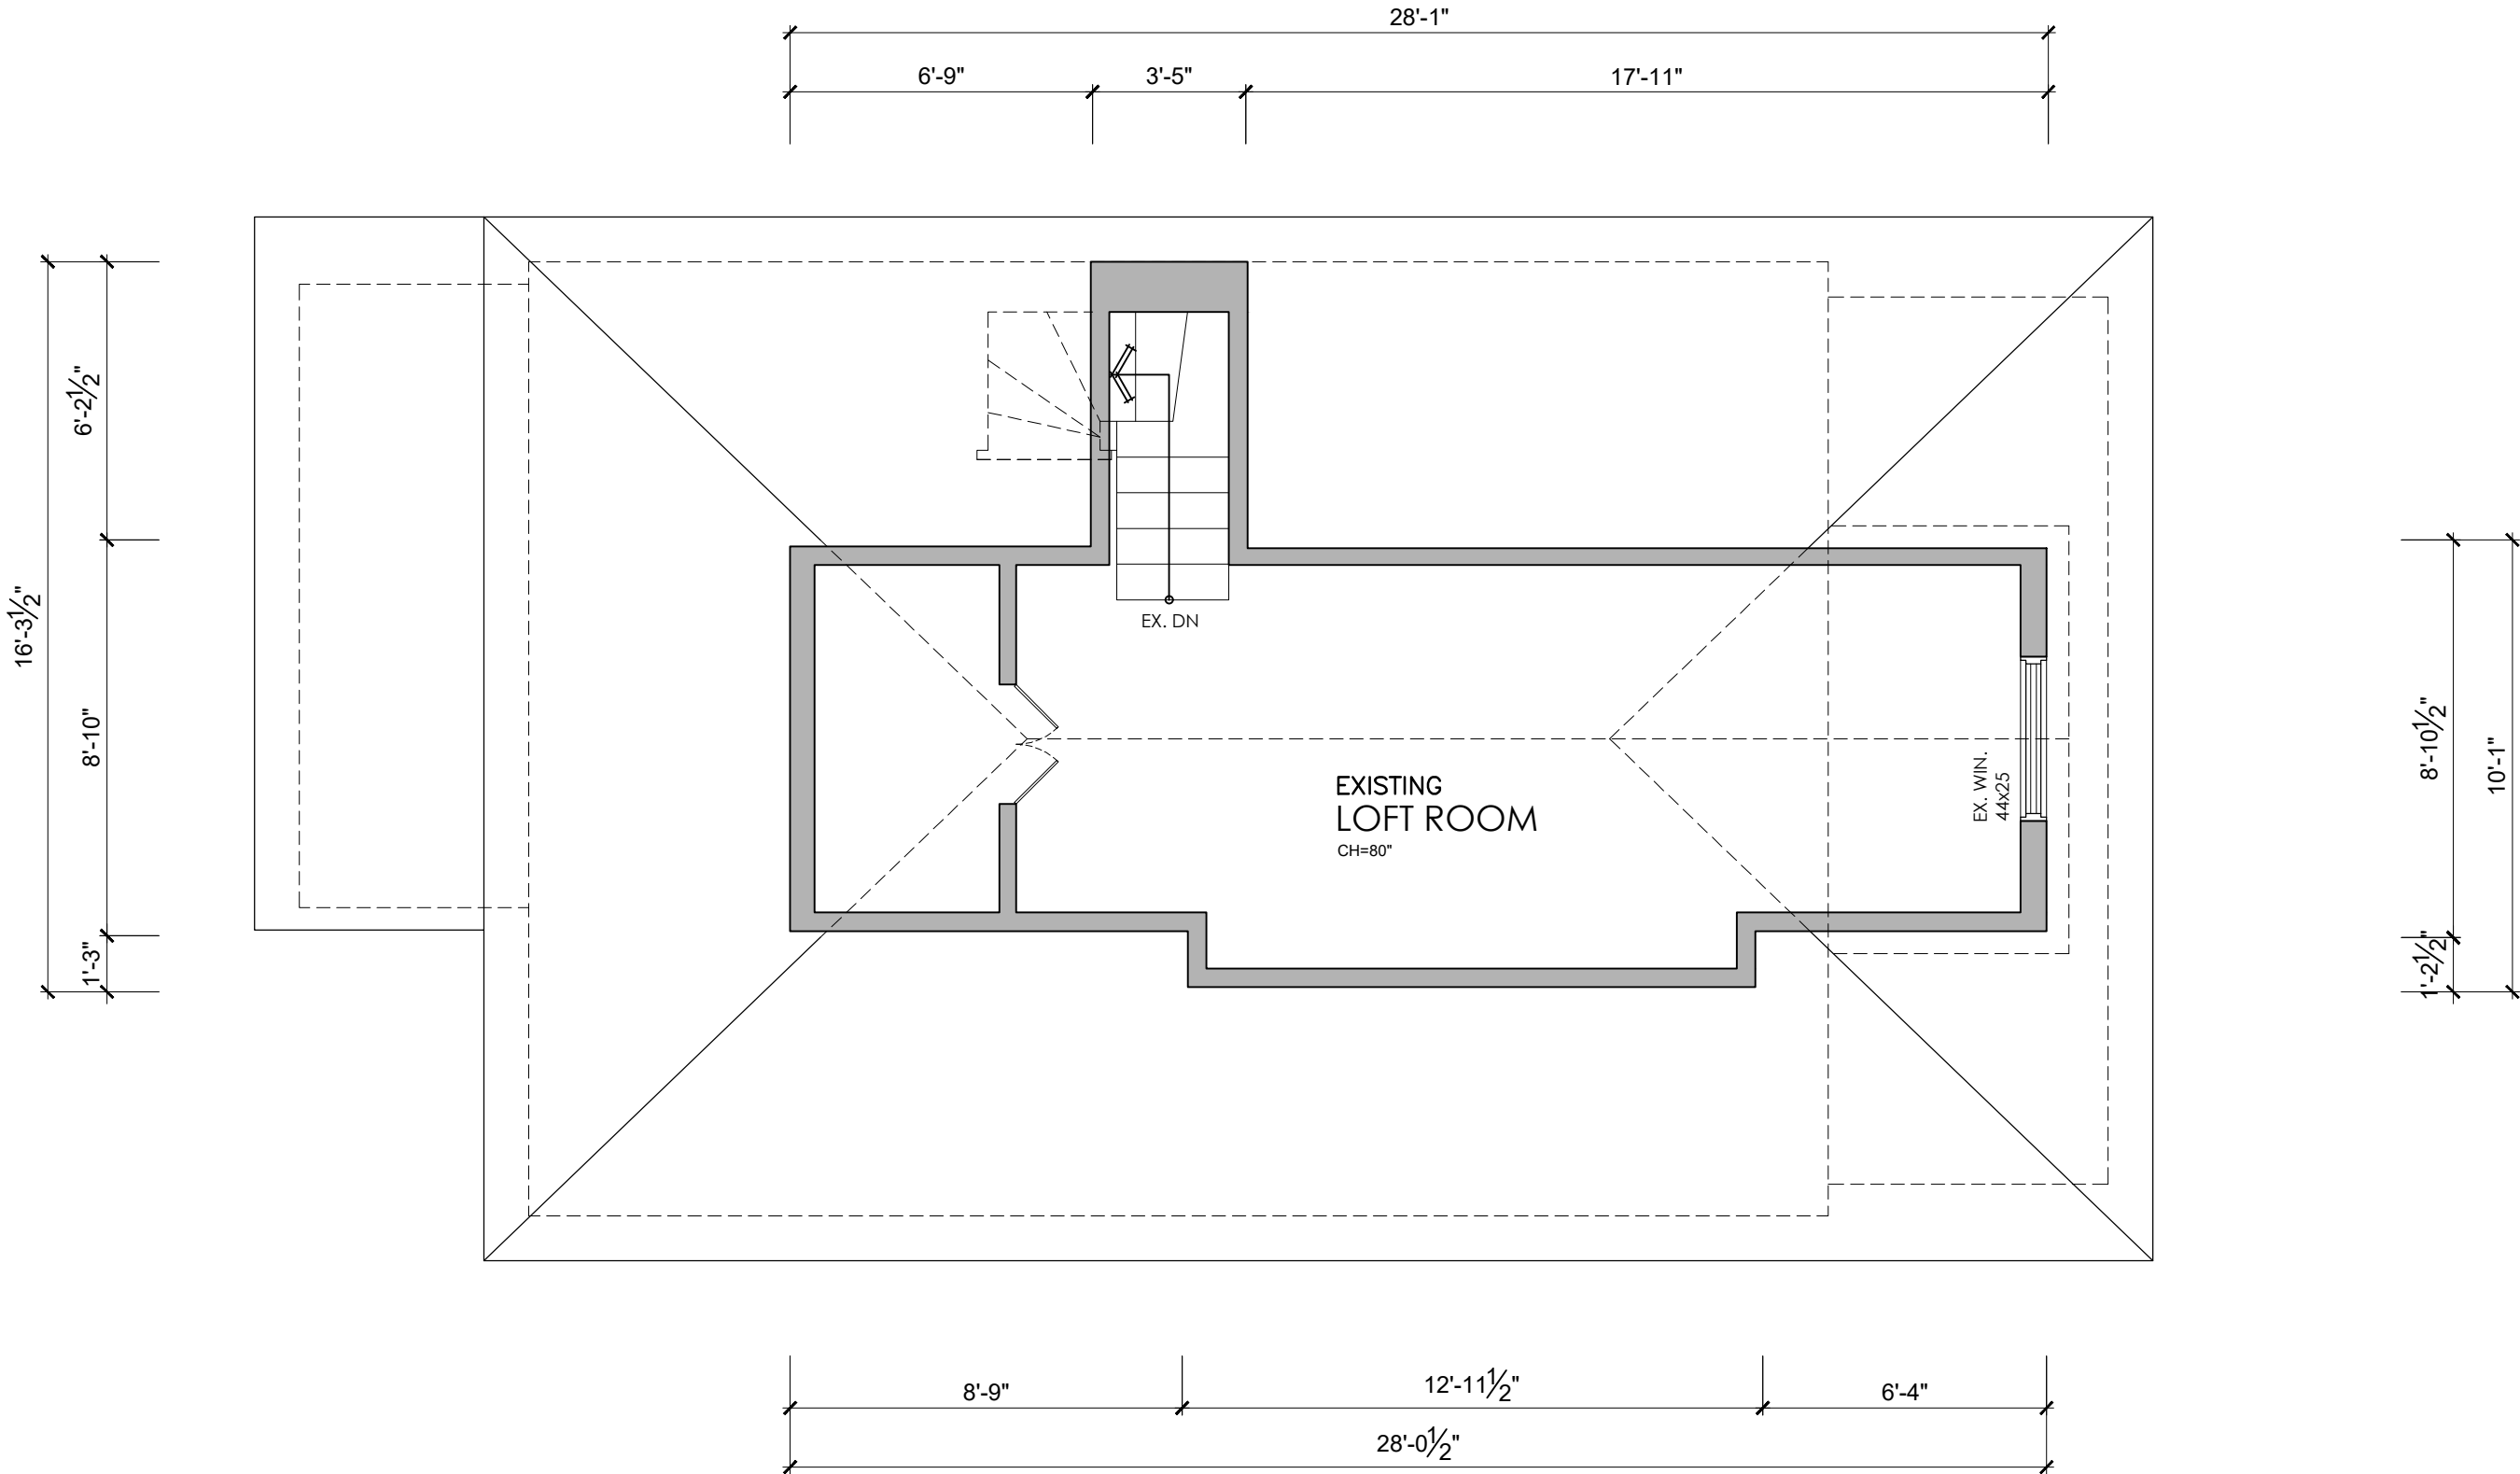 28'-1"
6'-9"
3'-5"
17'-11"
16'-3½"
6'-2½"
8'-10"
1'-3"
EX. DN
EXISTING
LOFT ROOM
CH=80"
EX. WIN.
44x25
8'-10½"
1'-2½"
10'-1"
8'-9"
12'-11½"
6'-4"
28'-0½"